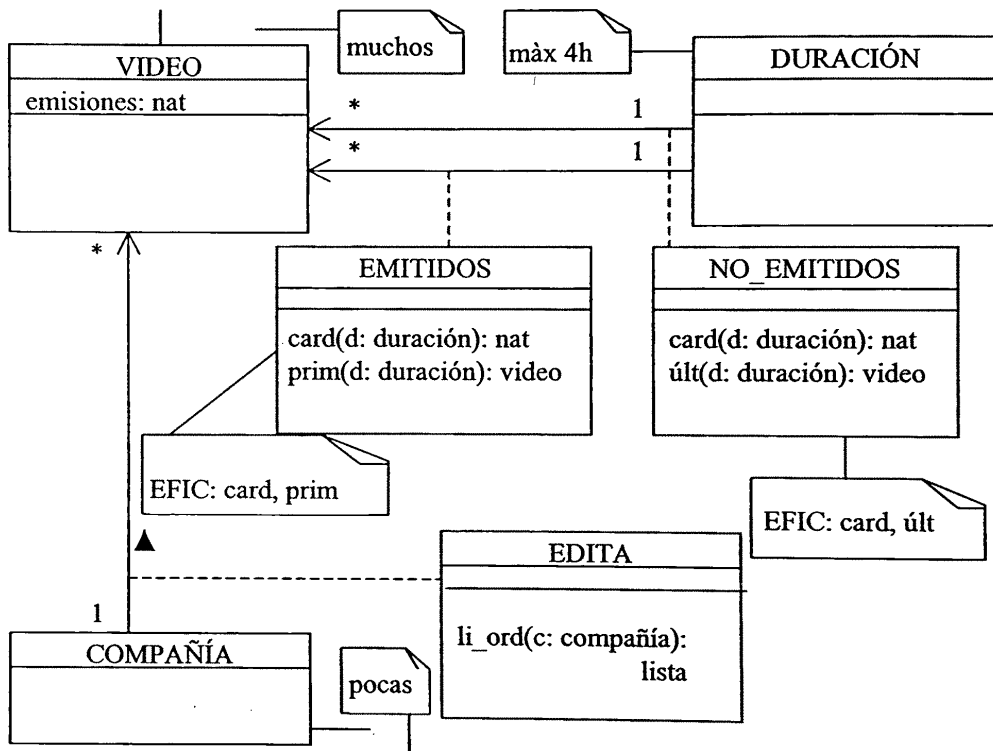 VIDEO
emisiones: nat
muchos
màx 4h
DURACIÓN
* 1
* 1
*
EMITIDOS
card(d: duración): nat
prim(d: duración): video
NO_EMITIDOS
card(d: duración): nat
últ(d: duración): video
EFIC: card, prim
EFIC: card, últ
EDITA
li_ord(c: compañía):
lista
1
COMPAÑÍA
pocas